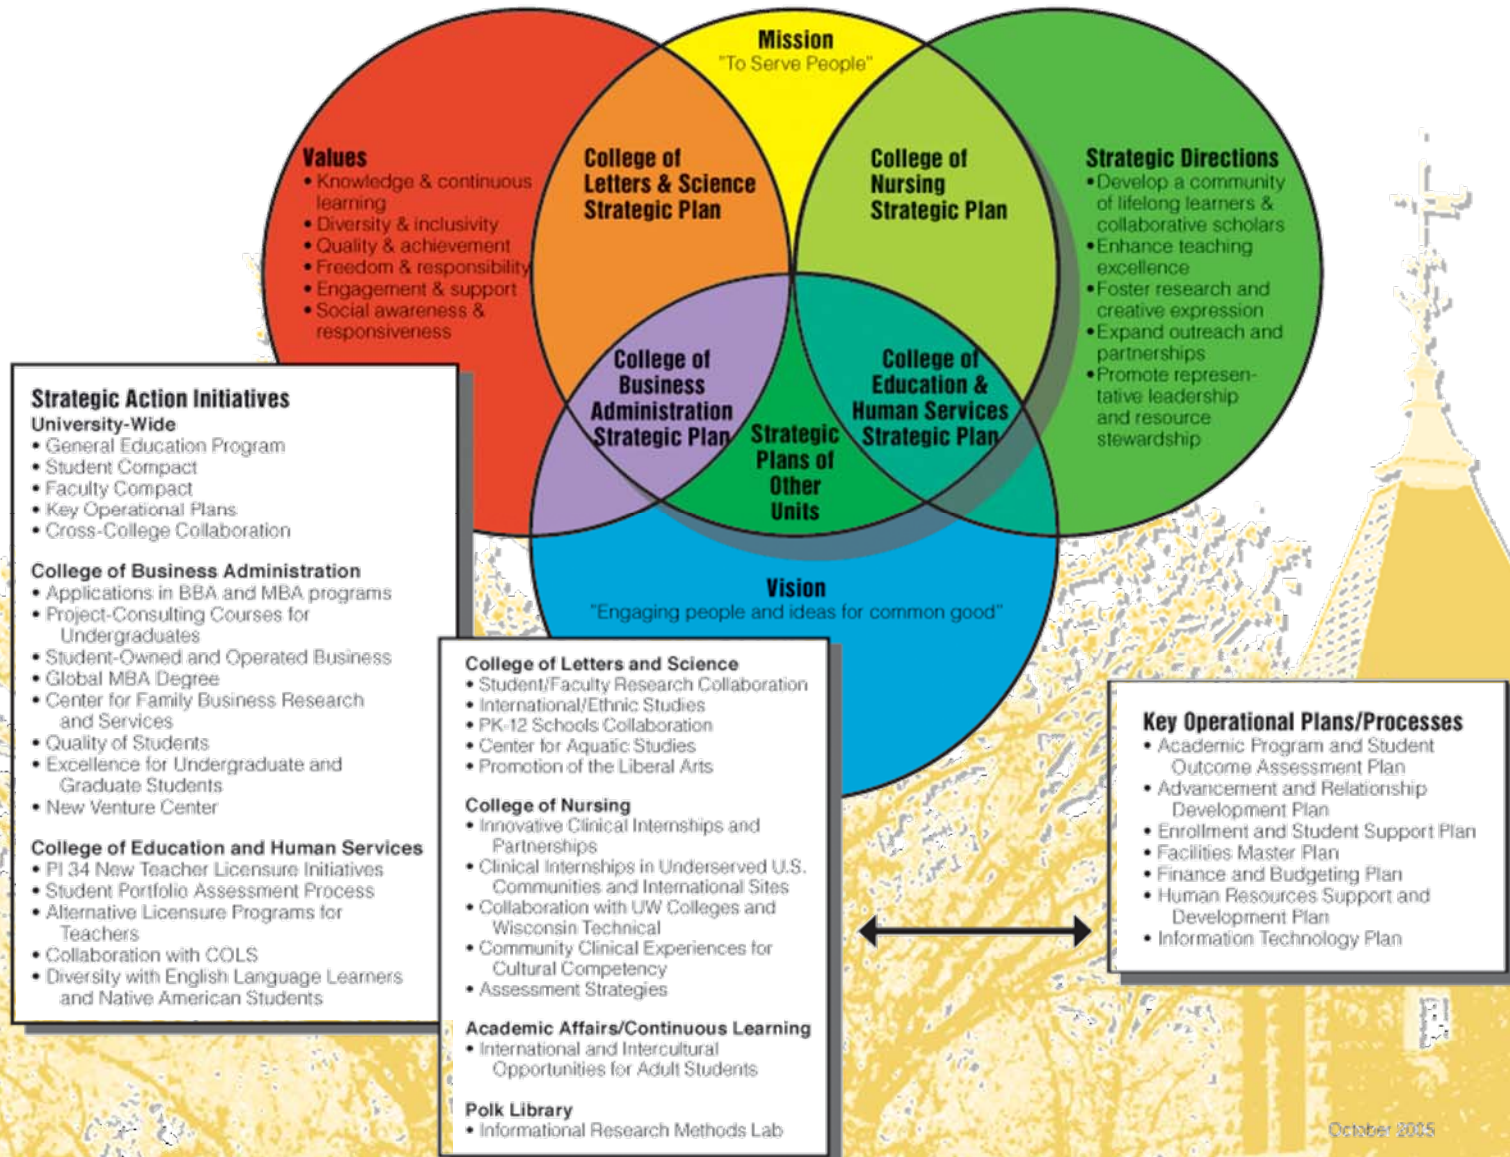 Mission
"To Serve People"
Values
• Knowledge & continuous
learning
• Diversity & inclusivity
• Quality & achievement
• Freedom & responsibility
• Engagement & support
• Social awareness &
responsiveness
College of
Letters & Science
Strategic Plan
College of
Nursing
Strategic Plan
Strategic Directions
• Develop a community
of lifelong learners &
collaborative scholars
• Enhance teaching
excellence
• Foster research and
creative expression
• Expand outreach and
partnerships
• Promote represen-
tative leadership
and resource
stewardship
College of
Business
Administration
Strategic Plan
College of
Education &
Human Services
Strategic Plan
Strategic
Plans of
Other
Units
Vision
"Engaging people and ideas for common good"
Strategic Action Initiatives
University-Wide
• General Education Program
• Student Compact
• Faculty Compact
• Key Operational Plans
• Cross-College Collaboration
College of Business Administration
• Applications in BBA and MBA programs
• Project-Consulting Courses for
Undergraduates
• Student-Owned and Operated Business
• Global MBA Degree
• Center for Family Business Research
and Services
• Quality of Students
• Excellence for Undergraduate and
Graduate Students
• New Venture Center
College of Education and Human Services
• PI 34 New Teacher Licensure Initiatives
• Student Portfolio Assessment Process
• Alternative Licensure Programs for
Teachers
• Collaboration with COLS
• Diversity with English Language Learners
and Native American Students
College of Letters and Science
• Student/Faculty Research Collaboration
• International/Ethnic Studies
• PK-12 Schools Collaboration
• Center for Aquatic Studies
• Promotion of the Liberal Arts
College of Nursing
• Innovative Clinical Internships and
Partnerships
• Clinical Internships in Underserved U.S.
Communities and International Sites
• Collaboration with UW Colleges and
Wisconsin Technical
• Community Clinical Experiences for
Cultural Competency
• Assessment Strategies
Academic Affairs/Continuous Learning
• International and Intercultural
Opportunities for Adult Students
Polk Library
• Informational Research Methods Lab
Key Operational Plans/Processes
• Academic Program and Student
Outcome Assessment Plan
• Advancement and Relationship
Development Plan
• Enrollment and Student Support Plan
• Facilities Master Plan
• Finance and Budgeting Plan
• Human Resources Support and
Development Plan
• Information Technology Plan
October 2005